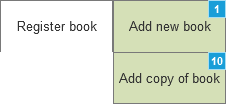 Register book
1
Add new book
10
Add copy of book